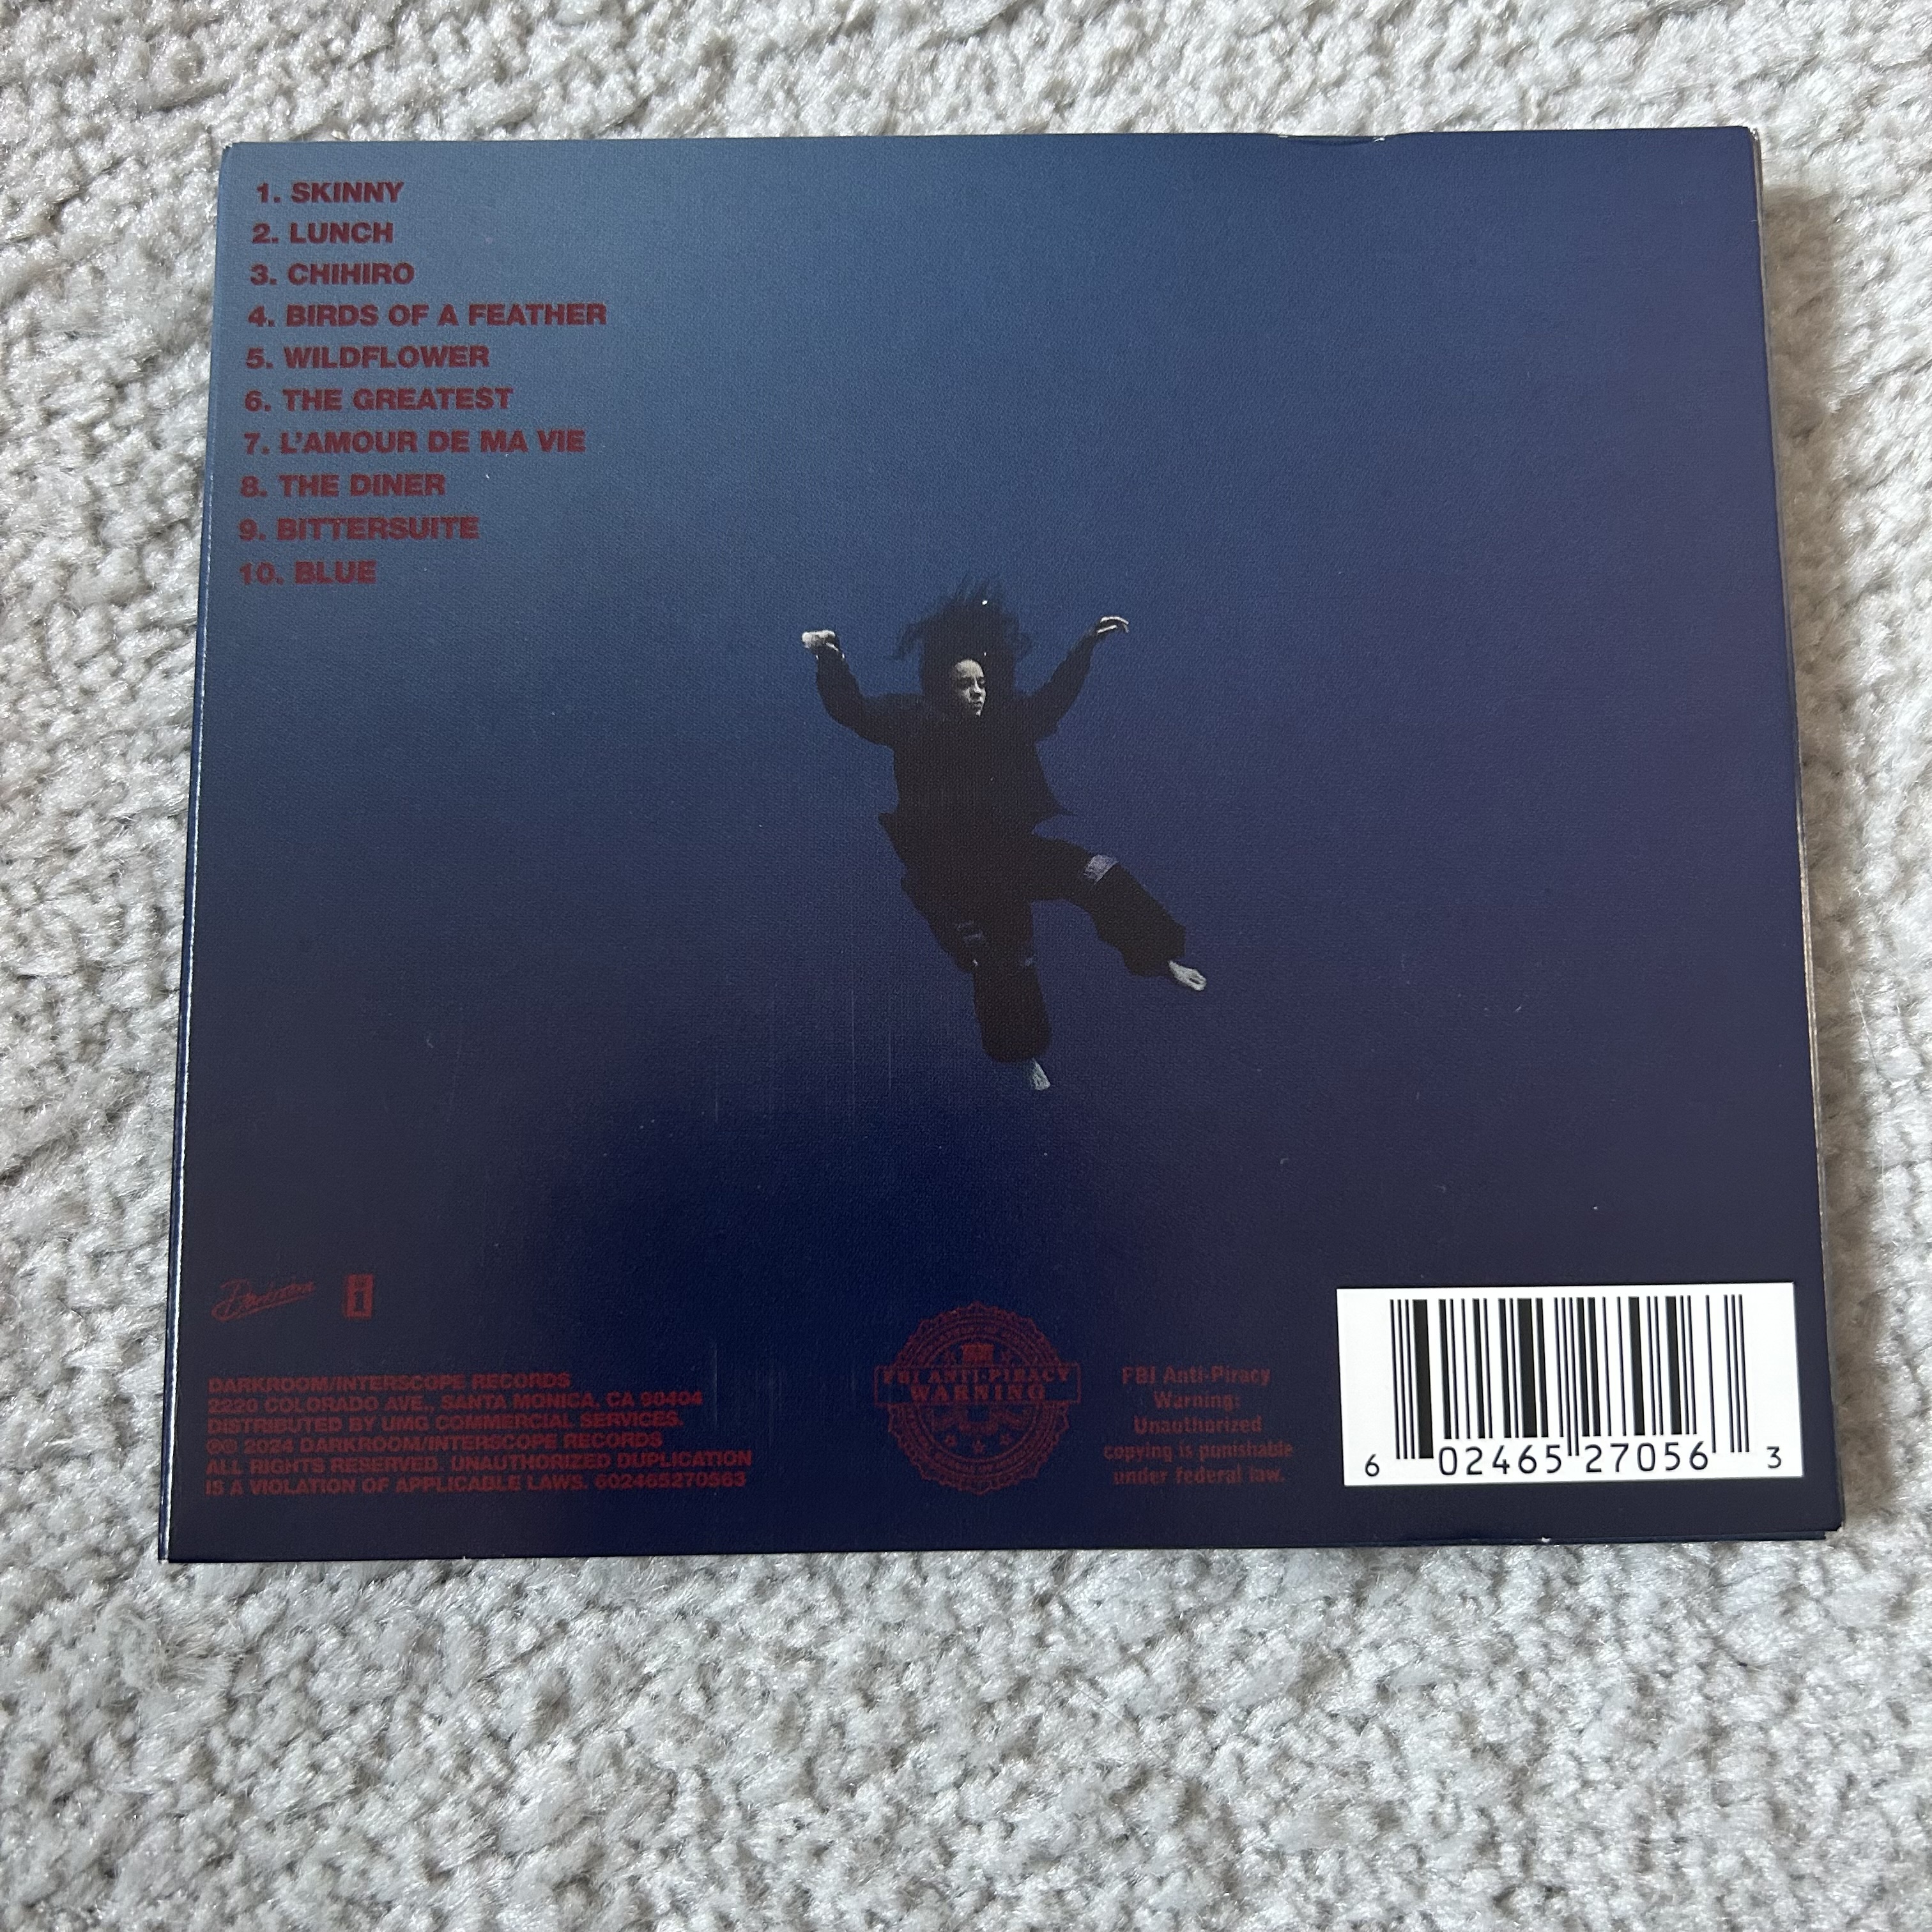 1. SKINNY
2. LUNCH
3. CHIHIRO
4. BIRDS OF A FEATHER
5. WILDFLOWER
6. THE GREATEST
7. L'AMOUR DE MA VIE
8. THE DINER
9. BITTERSUITE
10. BLUE
Darkroom
i
DARKROOM/INTERSCOPE RECORDS
2220 COLORADO AVE., SANTA MONICA, CA 90404
DISTRIBUTED BY UMG COMMERCIAL SERVICES.
℗© 2024 DARKROOM/INTERSCOPE RECORDS
ALL RIGHTS RESERVED. UNAUTHORIZED DUPLICATION
IS A VIOLATION OF APPLICABLE LAWS. 602465270563
FBI ANTI-PIRACY
WARNING
FBI Anti-Piracy
Warning:
Unauthorized
copying is punishable
under federal law.
6 02465 27056 3